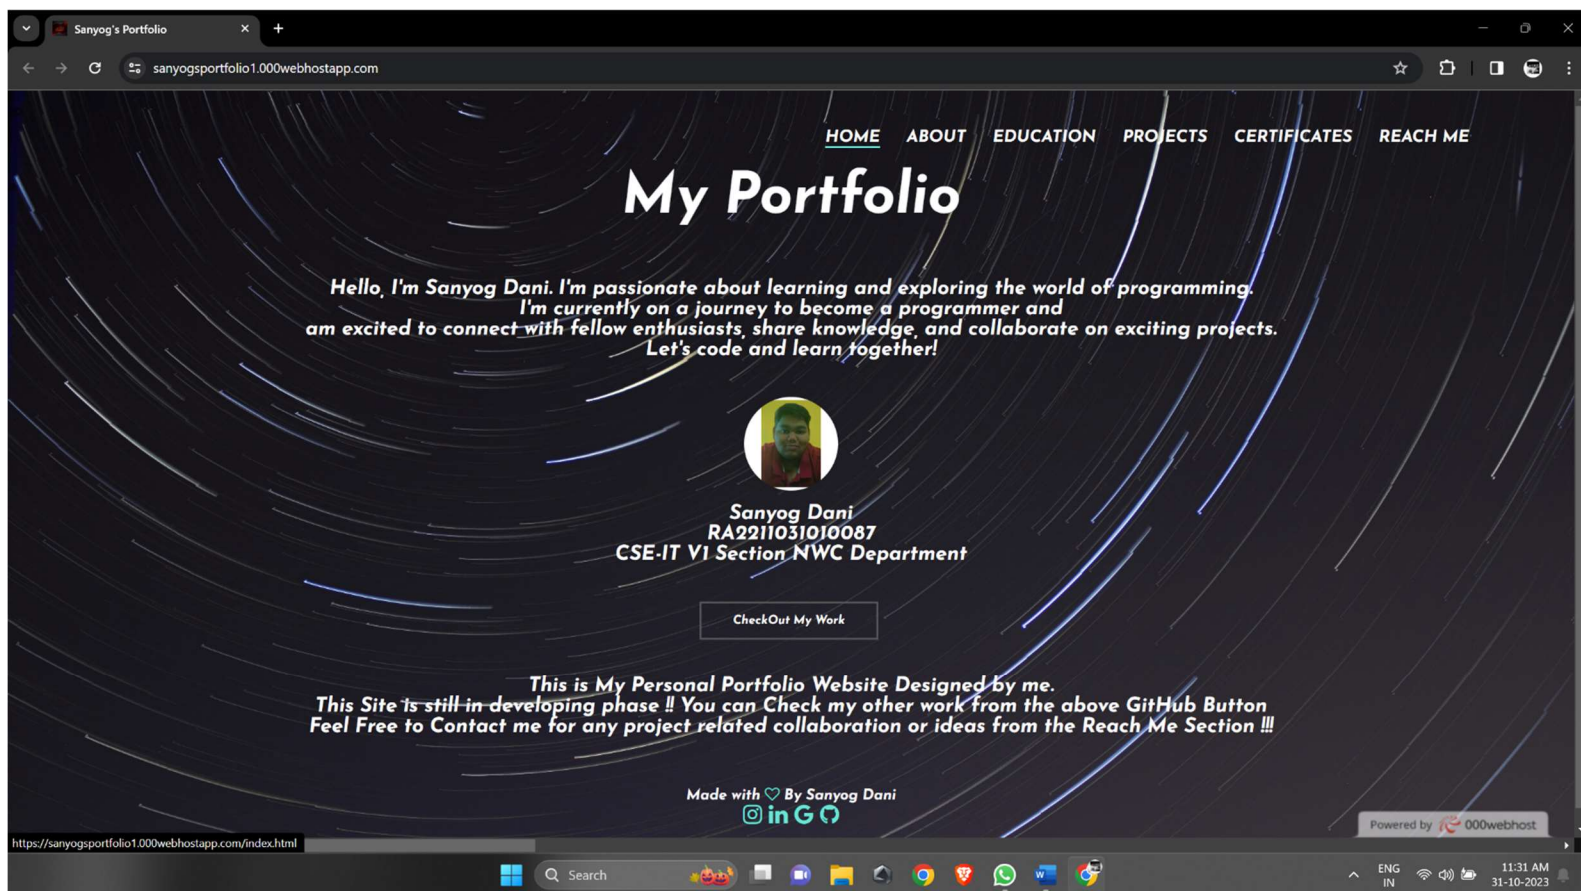 Sanyog's Portfolio
sanyogsportfolio1.000webhostapp.com
HOME ABOUT EDUCATION PROJECTS CERTIFICATES REACH ME
My Portfolio
Hello, I'm Sanyog Dani. I'm passionate about learning and exploring the world of programming.
I'm currently on a journey to become a programmer and
am excited to connect with fellow enthusiasts, share knowledge, and collaborate on exciting projects.
Let's code and learn together!
Sanyog Dani
RA2211031010087
CSE-IT V1 Section NWC Department
CheckOut My Work
This is My Personal Portfolio Website Designed by me.
This Site is still in developing phase !! You can Check my other work from the above GitHub Button
Feel Free to Contact me for any project related collaboration or ideas from the Reach Me Section !!!
Made with By Sanyog Dani
Powered by 000webhost
https://sanyogsportfolio1.000webhostapp.com/index.html
Search
ENG
IN
11:31 AM
31-10-2023